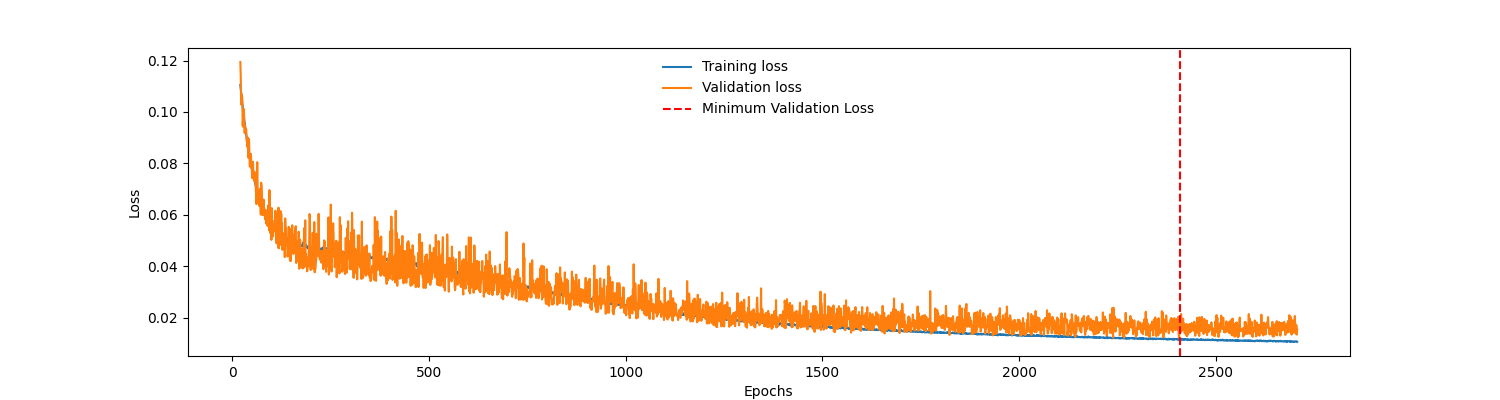 0.12
0.10
0.08
0.06
0.04
0.02
Loss
Training loss
Validation loss
Minimum Validation Loss
0
500
1000
1500
2000
2500
Epochs